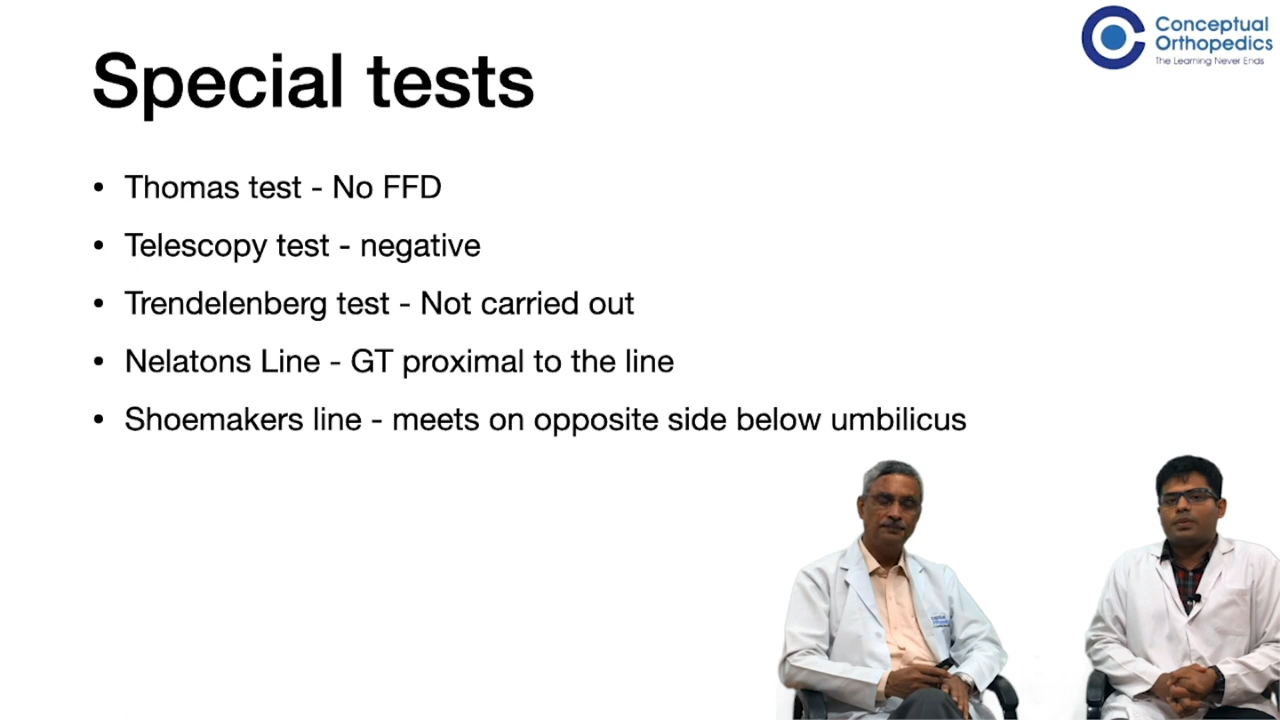 Conceptual
Orthopedics
The Learning Never Ends
Special tests
• Thomas test - No FFD
• Telescopy test - negative
• Trendelenberg test - Not carried out
• Nelatons Line - GT proximal to the line
• Shoemakers line - meets on opposite side below umbilicus